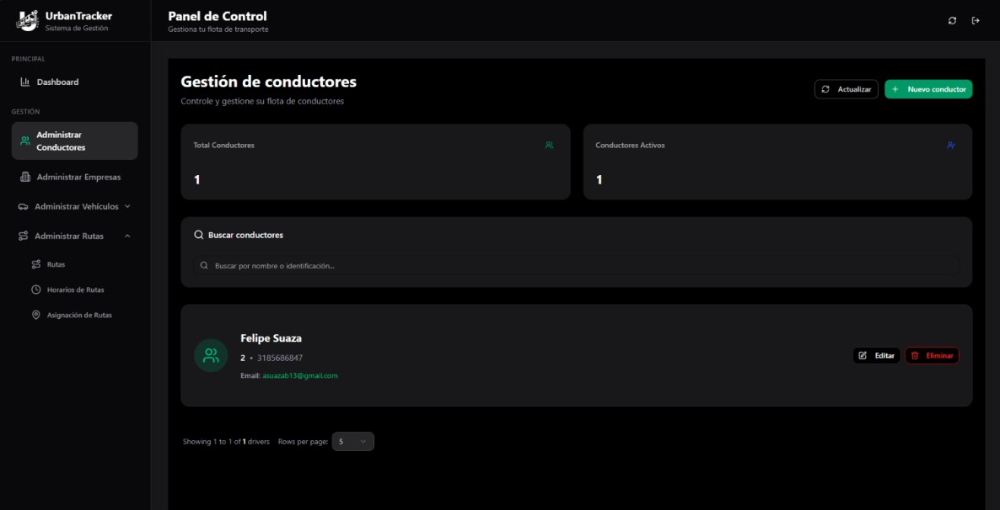 UrbanTracker
Sistema de Gestión
PRINCIPAL
Dashboard
GESTIÓN
Administrar
Conductores
Administrar Empresas
Administrar Vehículos
Administrar Rutas
Rutas
Horarios de Rutas
Asignación de Rutas
Panel de Control
Gestiona tu flota de transporte
Gestión de conductores
Controle y gestione su flota de conductores
Actualizar
+ Nuevo conductor
Total Conductores
1
Conductores Activos
1
Buscar conductores
Buscar por nombre o identificación...
Felipe Suaza
2 • 3185686847
Email: asuazab13@gmail.com
Editar
Eliminar
Showing 1 to 1 of 1 drivers Rows per page: 5